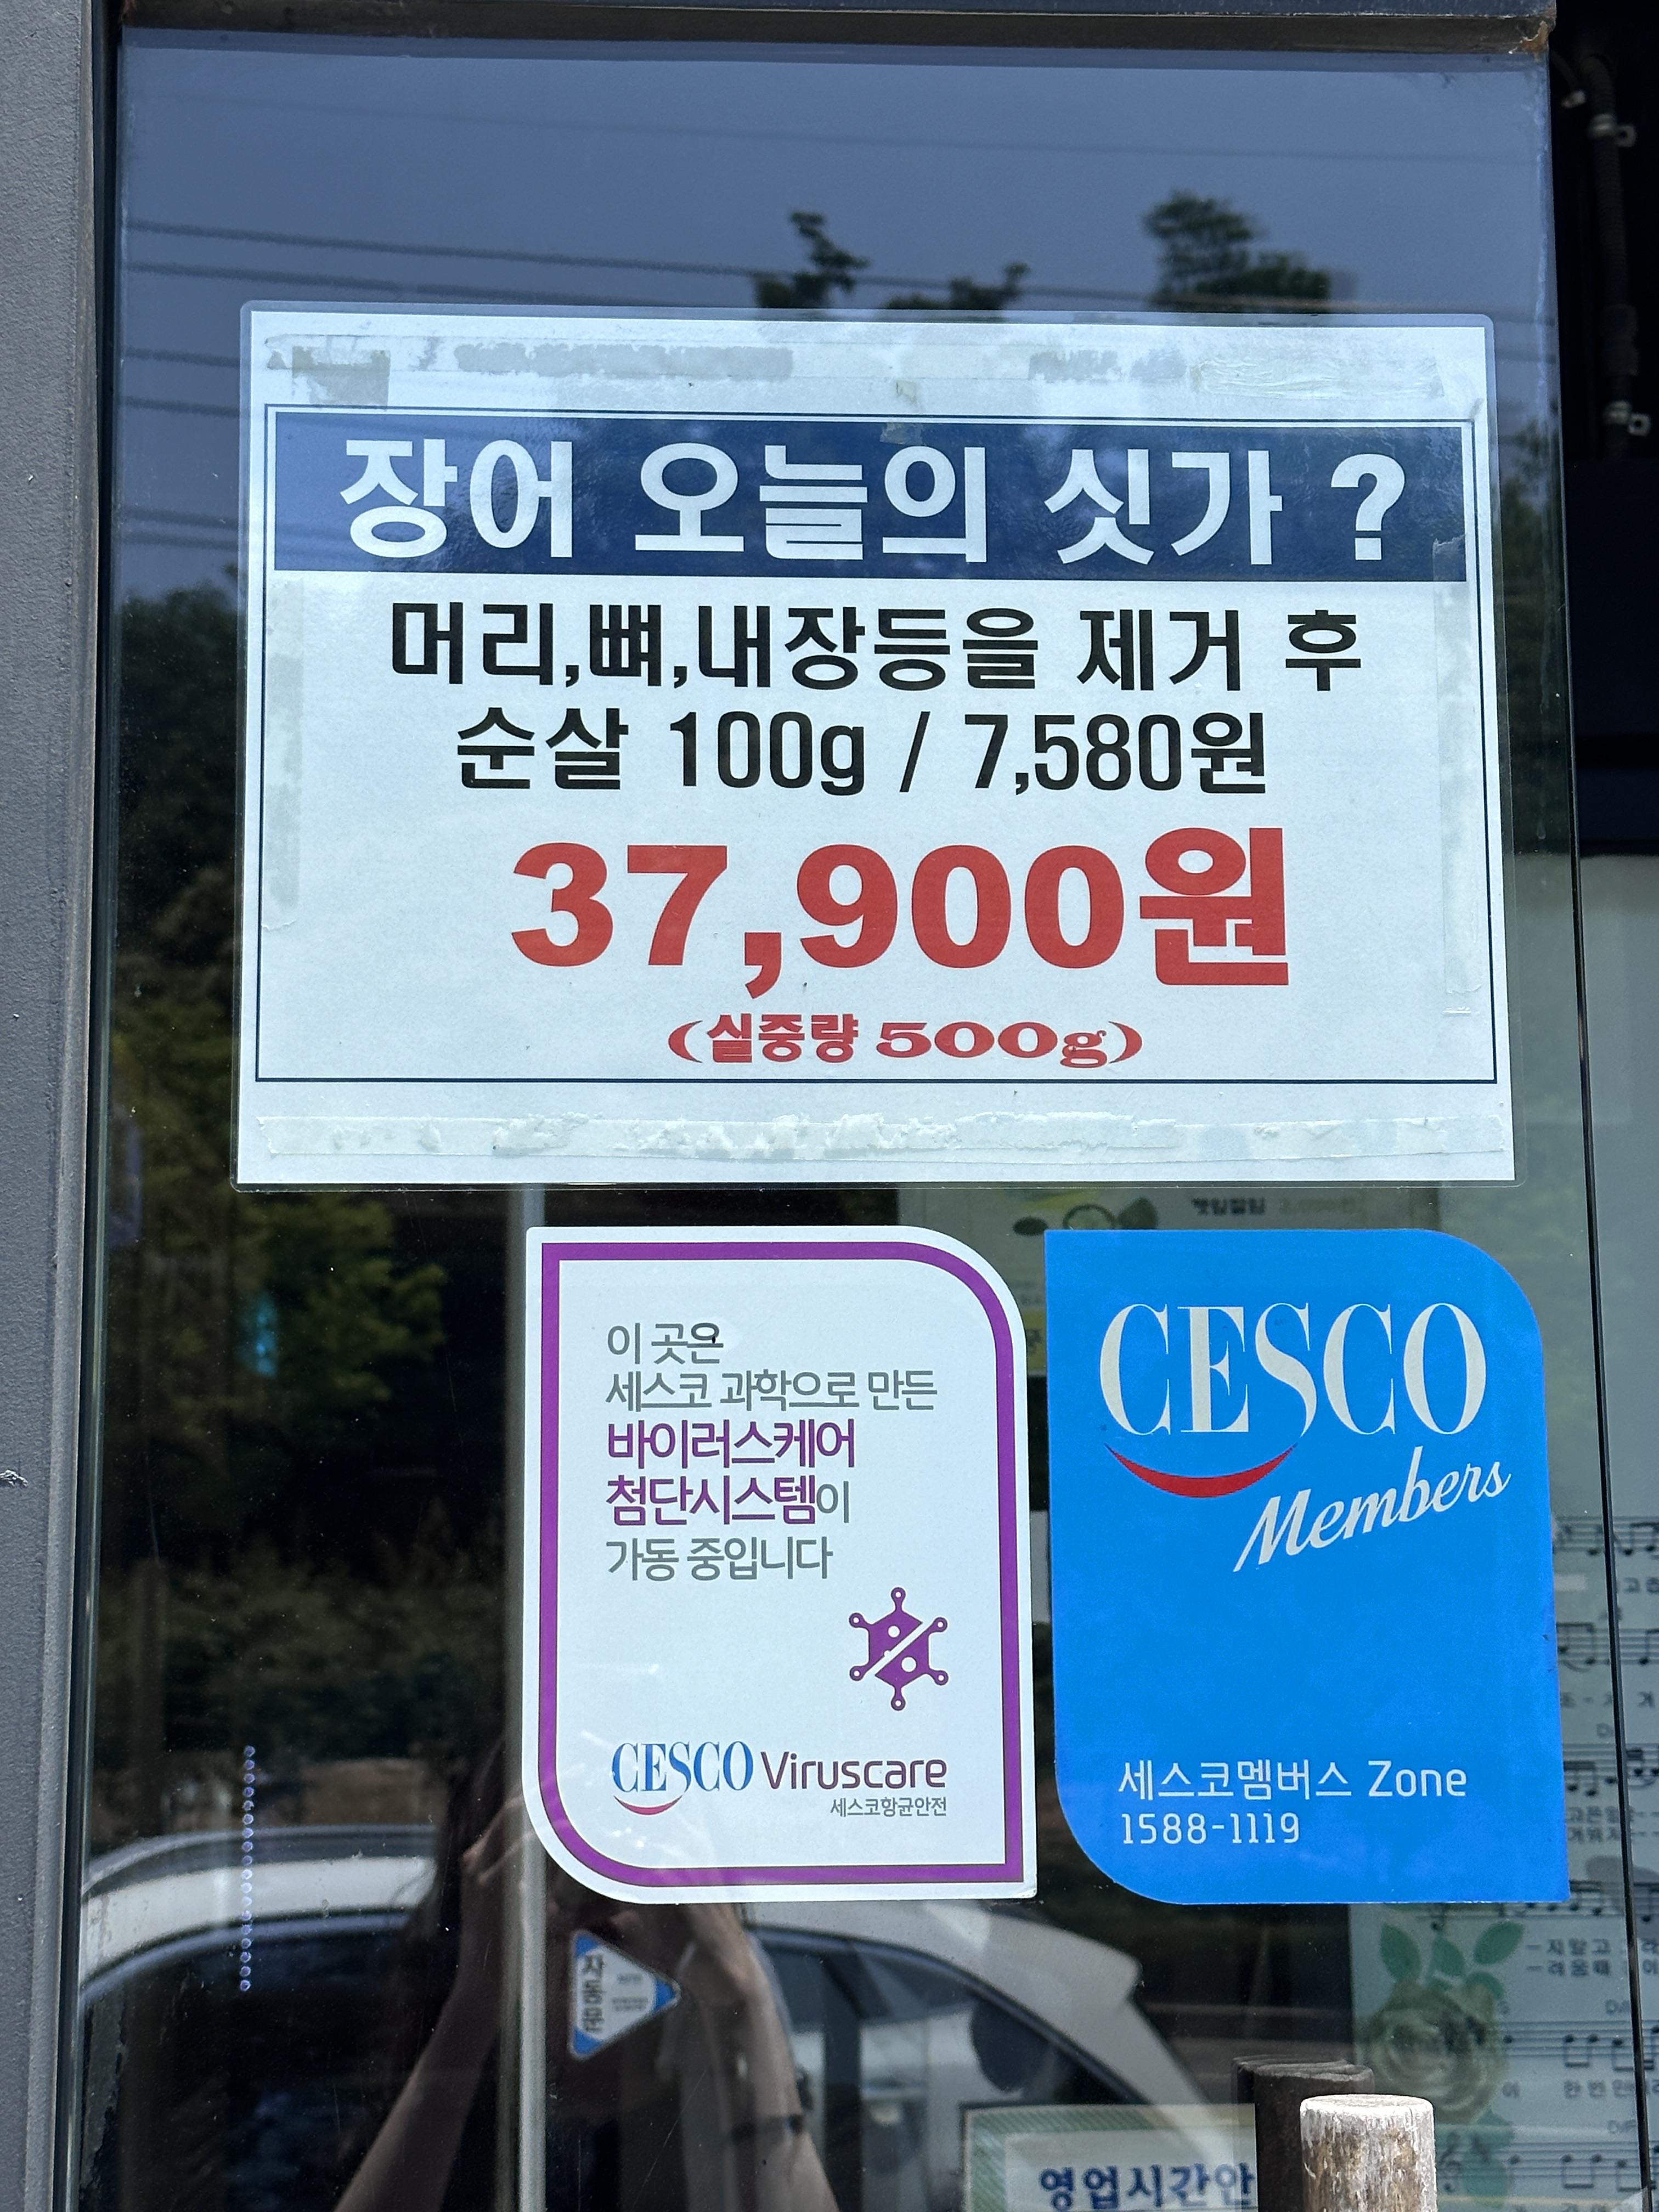 장어 오늘의 싯가 ?
머리,뼈,내장등을 제거 후
순살 100g / 7,580원
37,900원
(실중량 500g)
이 곳은
세스코 과학으로 만든
바이러스케어
첨단시스템이
가동 중입니다
CESCO Viruscare
세스코항균안전
CESCO
Members
세스코멤버스 Zone
1588-1119
자동문
영업시간안